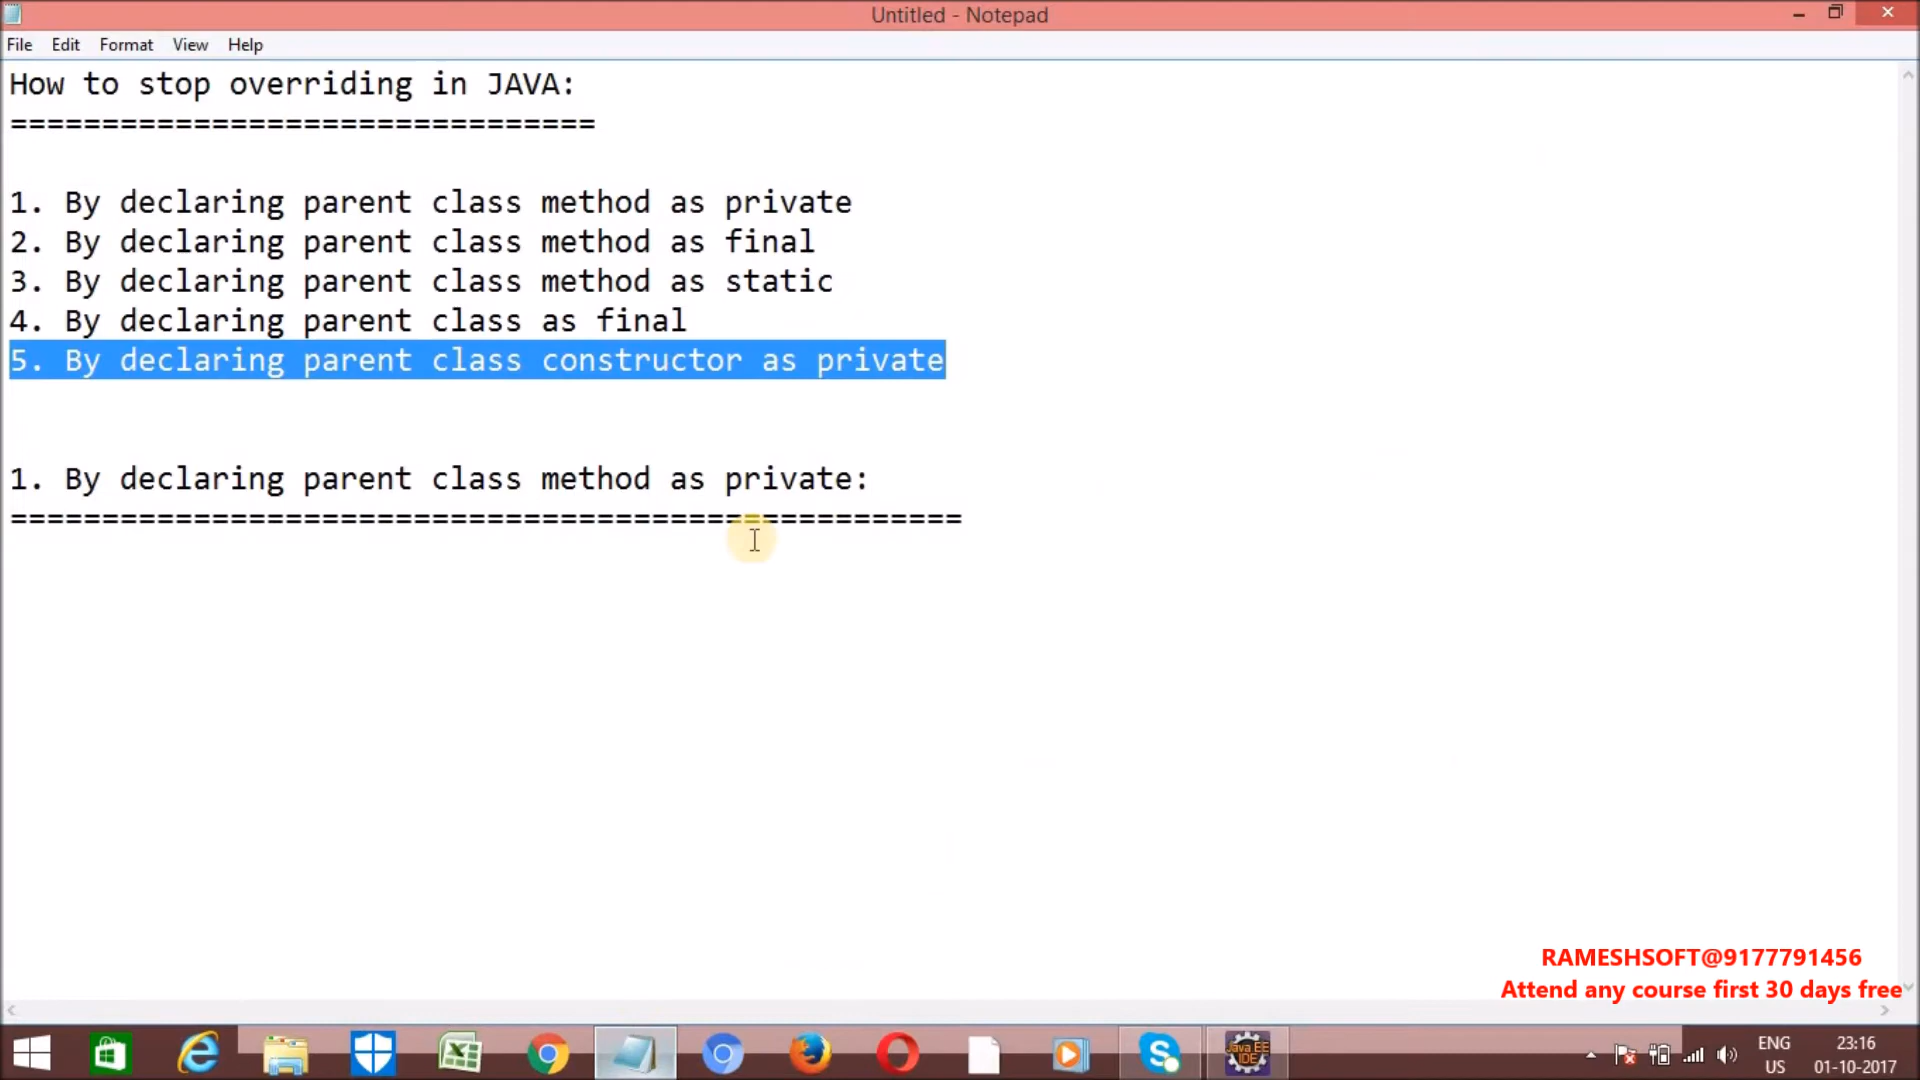 Untitled - Notepad
File Edit Format View Help
How to stop overriding in JAVA:
================================
1. By declaring parent class method as private
2. By declaring parent class method as final
3. By declaring parent class method as static
4. By declaring parent class as final
5. By declaring parent class constructor as private
1. By declaring parent class method as private:
====================================================
RAMESHSOFT@9177791456
Attend any course first 30 days free
Java EE
IDE
ENG 23:16
US 01-10-2017